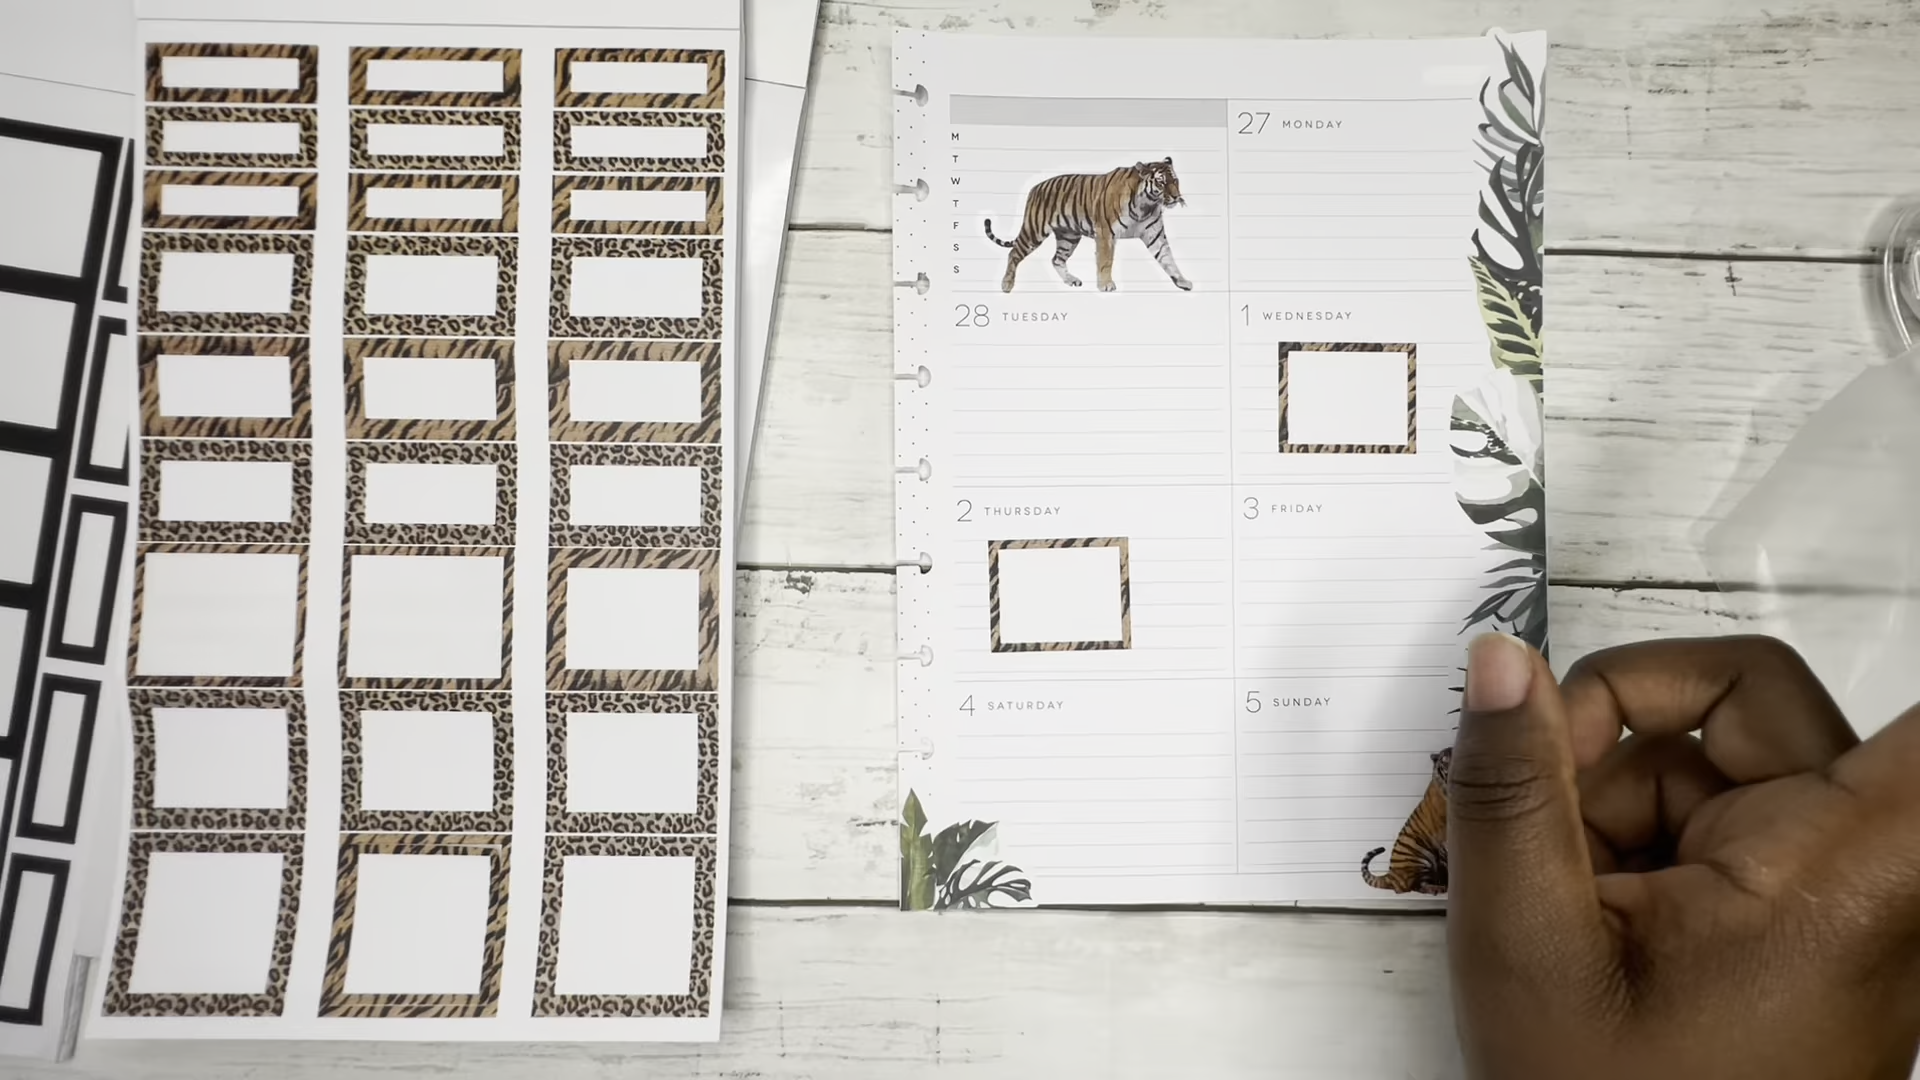 27 MONDAY
M
T
W
T
F
S
S
28 TUESDAY
1 WEDNESDAY
2 THURSDAY
3 FRIDAY
4 SATURDAY
5 SUNDAY